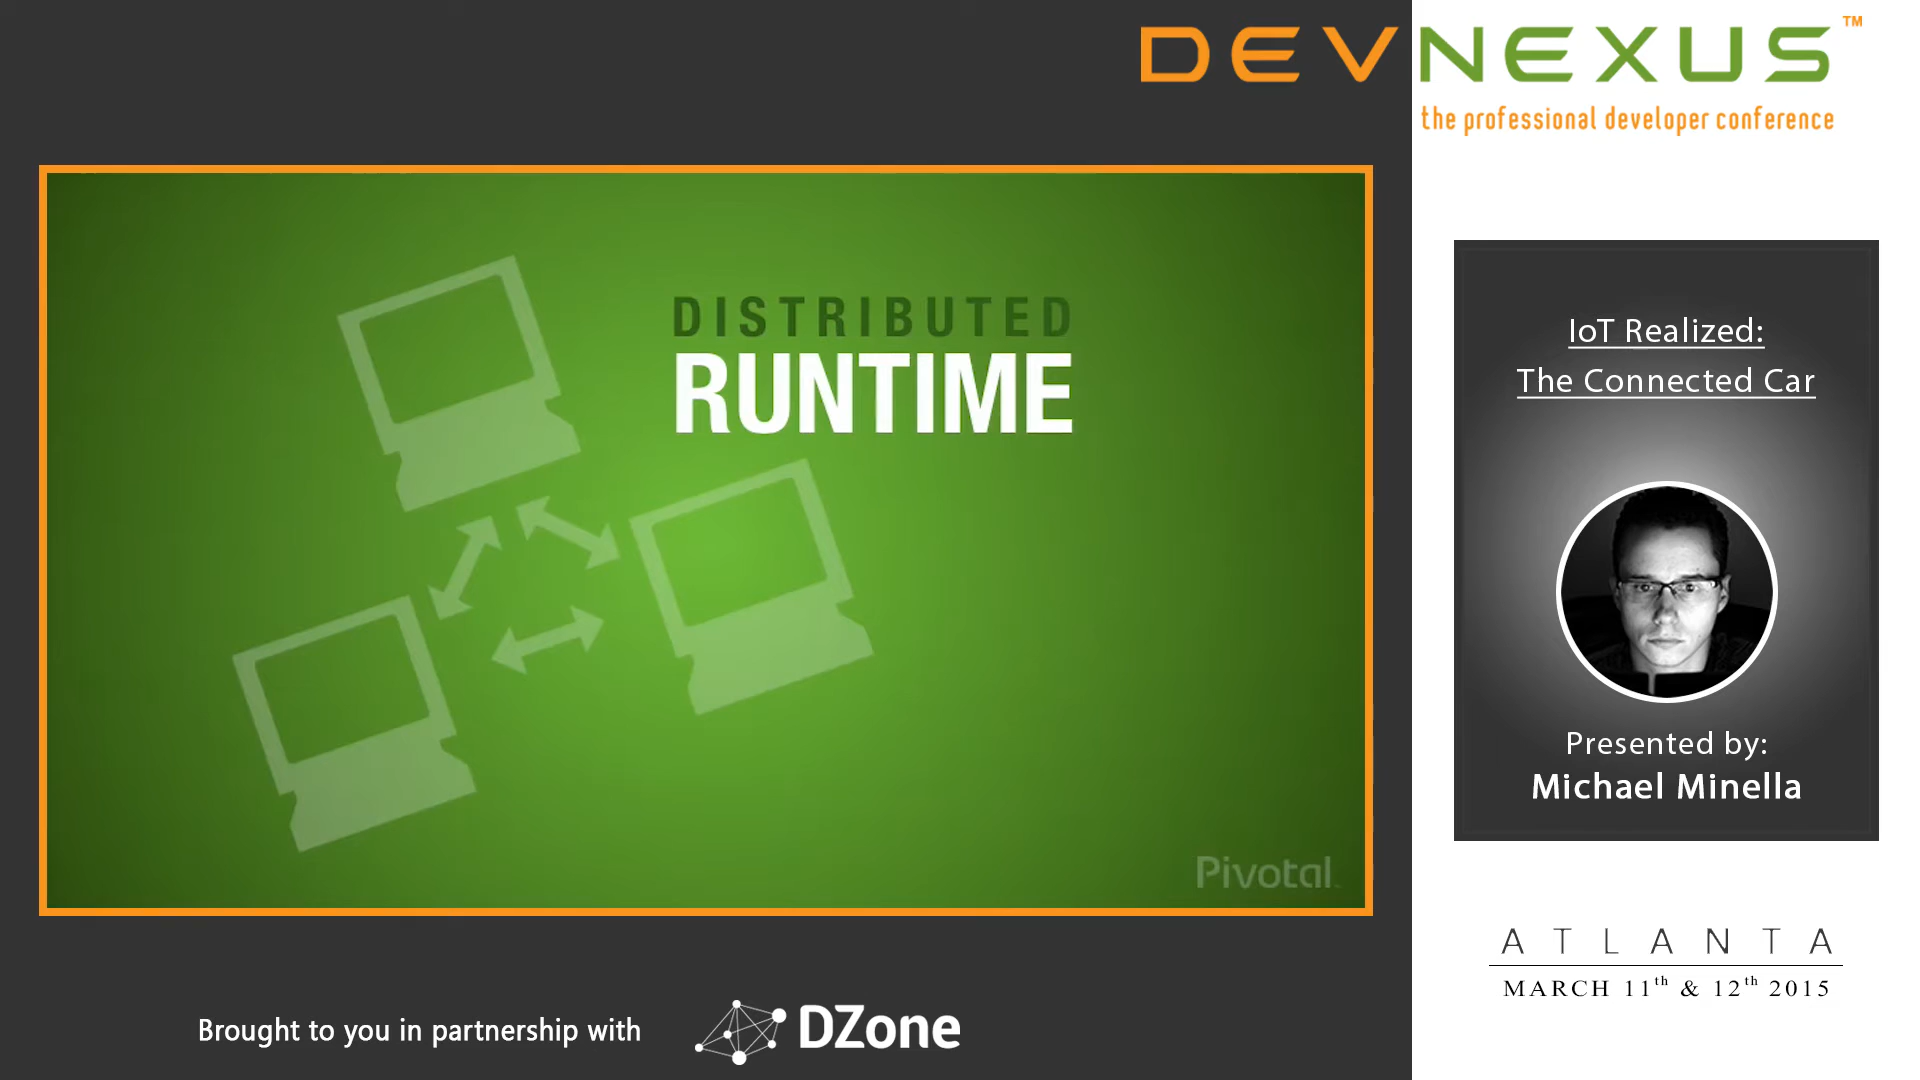 DEVNEXUS™
the professional developer conference
DISTRIBUTED
RUNTIME
Pivotal
IoT Realized:
The Connected Car
Presented by:
Michael Minella
ATLANTA
MARCH 11th & 12th 2015
Brought to you in partnership with
DZone